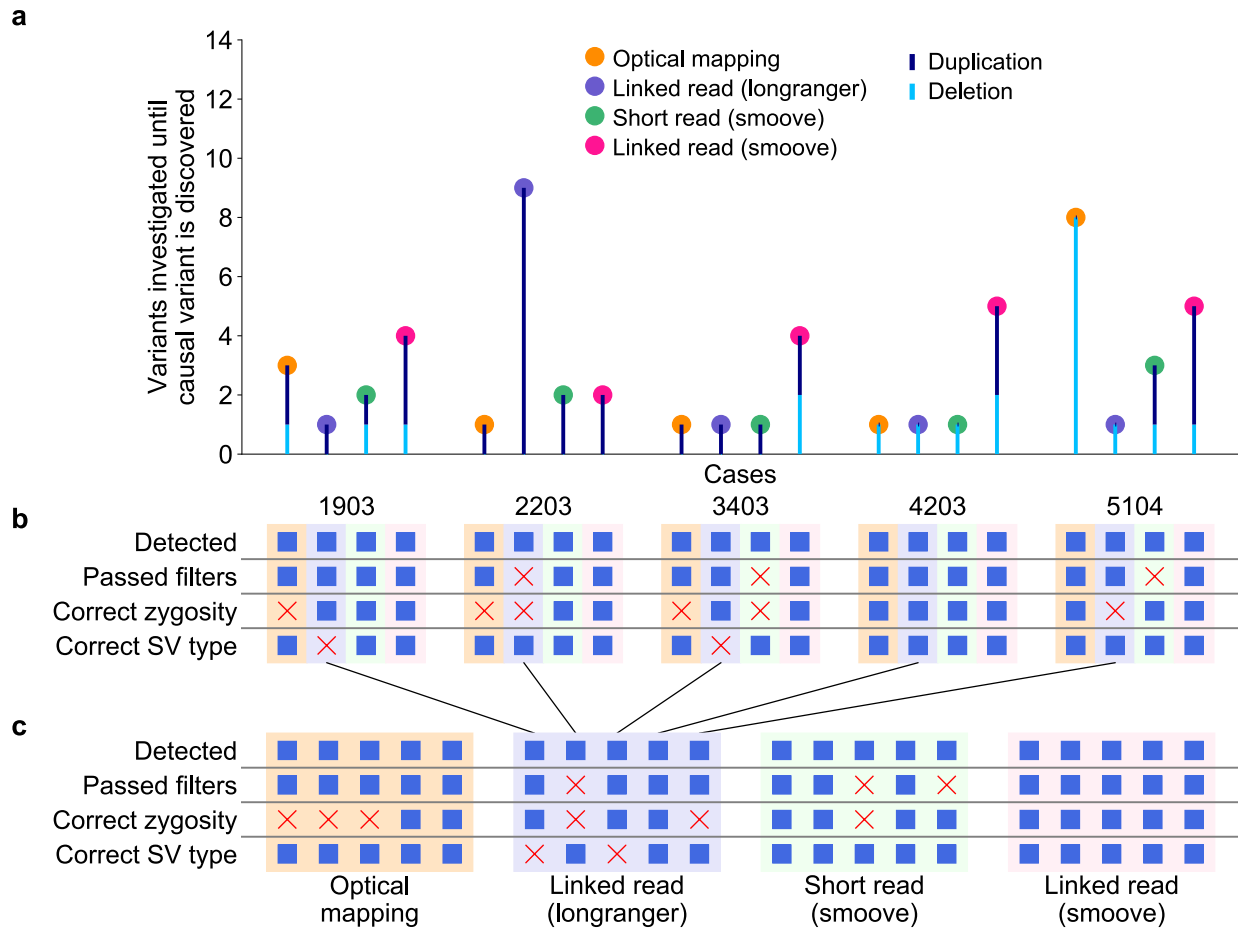 a
14
12
10
8
6
4
2
0
Variants investigated until
causal variant is discovered
Optical mapping
Linked read (longranger)
Short read (smoove)
Linked read (smoove)
Duplication
Deletion
Cases
1903 2203 3403 4203 5104
b
Detected
Passed filters
Correct zygosity
Correct SV type
c
Detected
Passed filters
Correct zygosity
Correct SV type
Optical
mapping
Linked read
(longranger)
Short read
(smoove)
Linked read
(smoove)